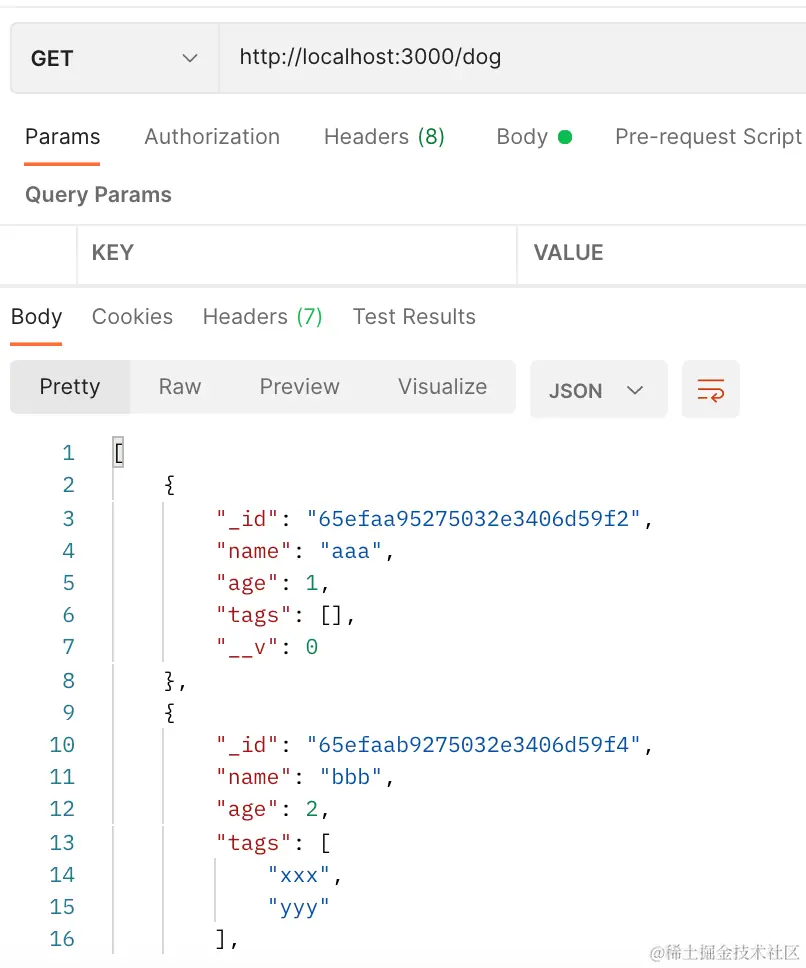 GET http://localhost:3000/dog
Params Authorization Headers (8) Body Pre-request Script
Query Params
KEY VALUE
Body Cookies Headers (7) Test Results
Pretty Raw Preview Visualize JSON
1 [
2 {
3 "_id": "65efaa95275032e3406d59f2",
4 "name": "aaa",
5 "age": 1,
6 "tags": [],
7 "__v": 0
8 },
9 {
10 "_id": "65efaab9275032e3406d59f4",
11 "name": "bbb",
12 "age": 2,
13 "tags": [
14 "xxx",
15 "yyy"
16 ],
@稀土掘金技术社区